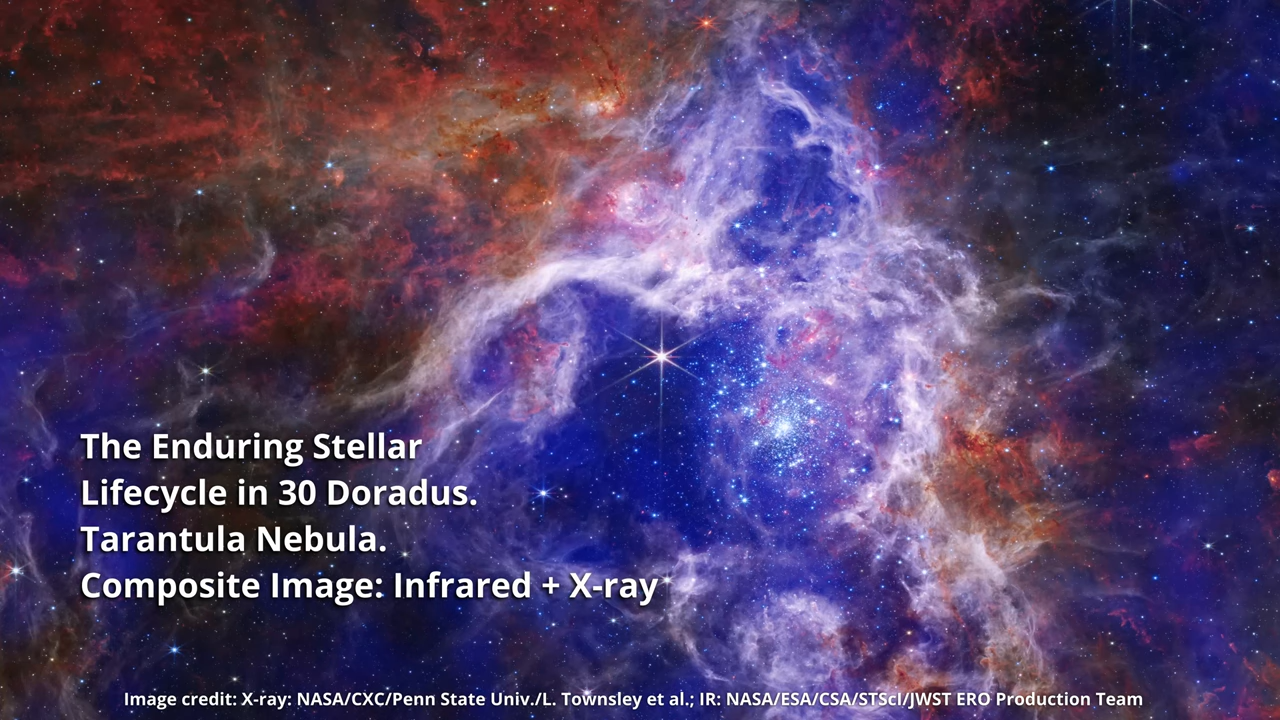 The Enduring Stellar
Lifecycle in 30 Doradus.
Tarantula Nebula.
Composite Image: Infrared + X-ray
Image credit: X-ray: NASA/CXC/Penn State Univ./L. Townsley et al.; IR: NASA/ESA/CSA/STScI/JWST ERO Production Team